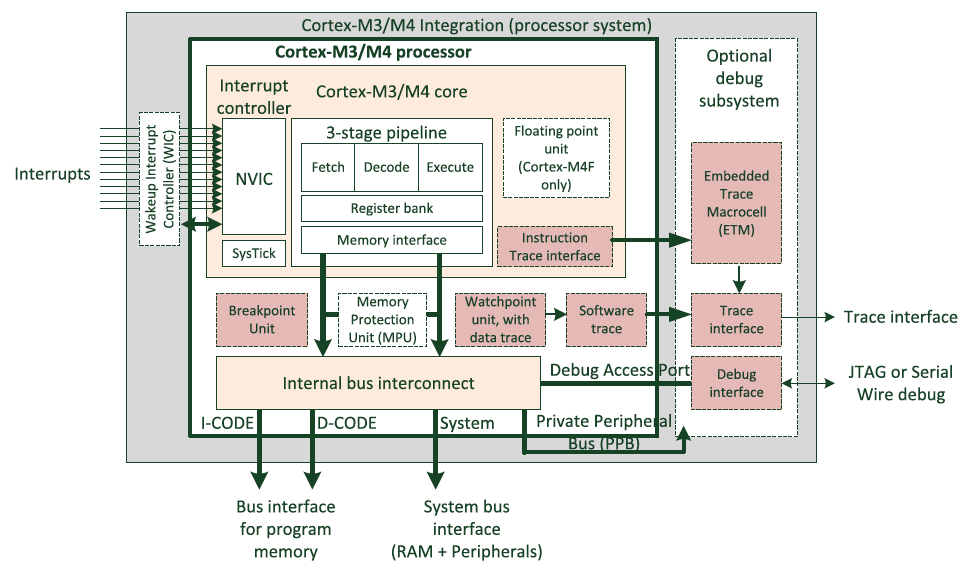 Cortex-M3/M4 Integration (processor system)
Cortex-M3/M4 processor
Optional
debug
subsystem
Interrupt
controller
Cortex-M3/M4 core
Wakeup Interrupt
Controller (WIC)
Interrupts
NVIC
SysTick
3-stage pipeline
Fetch
Decode
Execute
Register bank
Memory interface
Floating point
unit
(Cortex-M4F
only)
Instruction
Trace interface
Embedded
Trace
Macrocell
(ETM)
Breakpoint
Unit
Memory
Protection
Unit (MPU)
Watchpoint
unit, with
data trace
Software
trace
Trace
interface
Trace interface
Internal bus interconnect
Debug Access Port
Debug
interface
JTAG or Serial
Wire debug
I-CODE
D-CODE
System
Private Peripheral
Bus (PPB)
Bus interface
for program
memory
System bus
interface
(RAM + Peripherals)